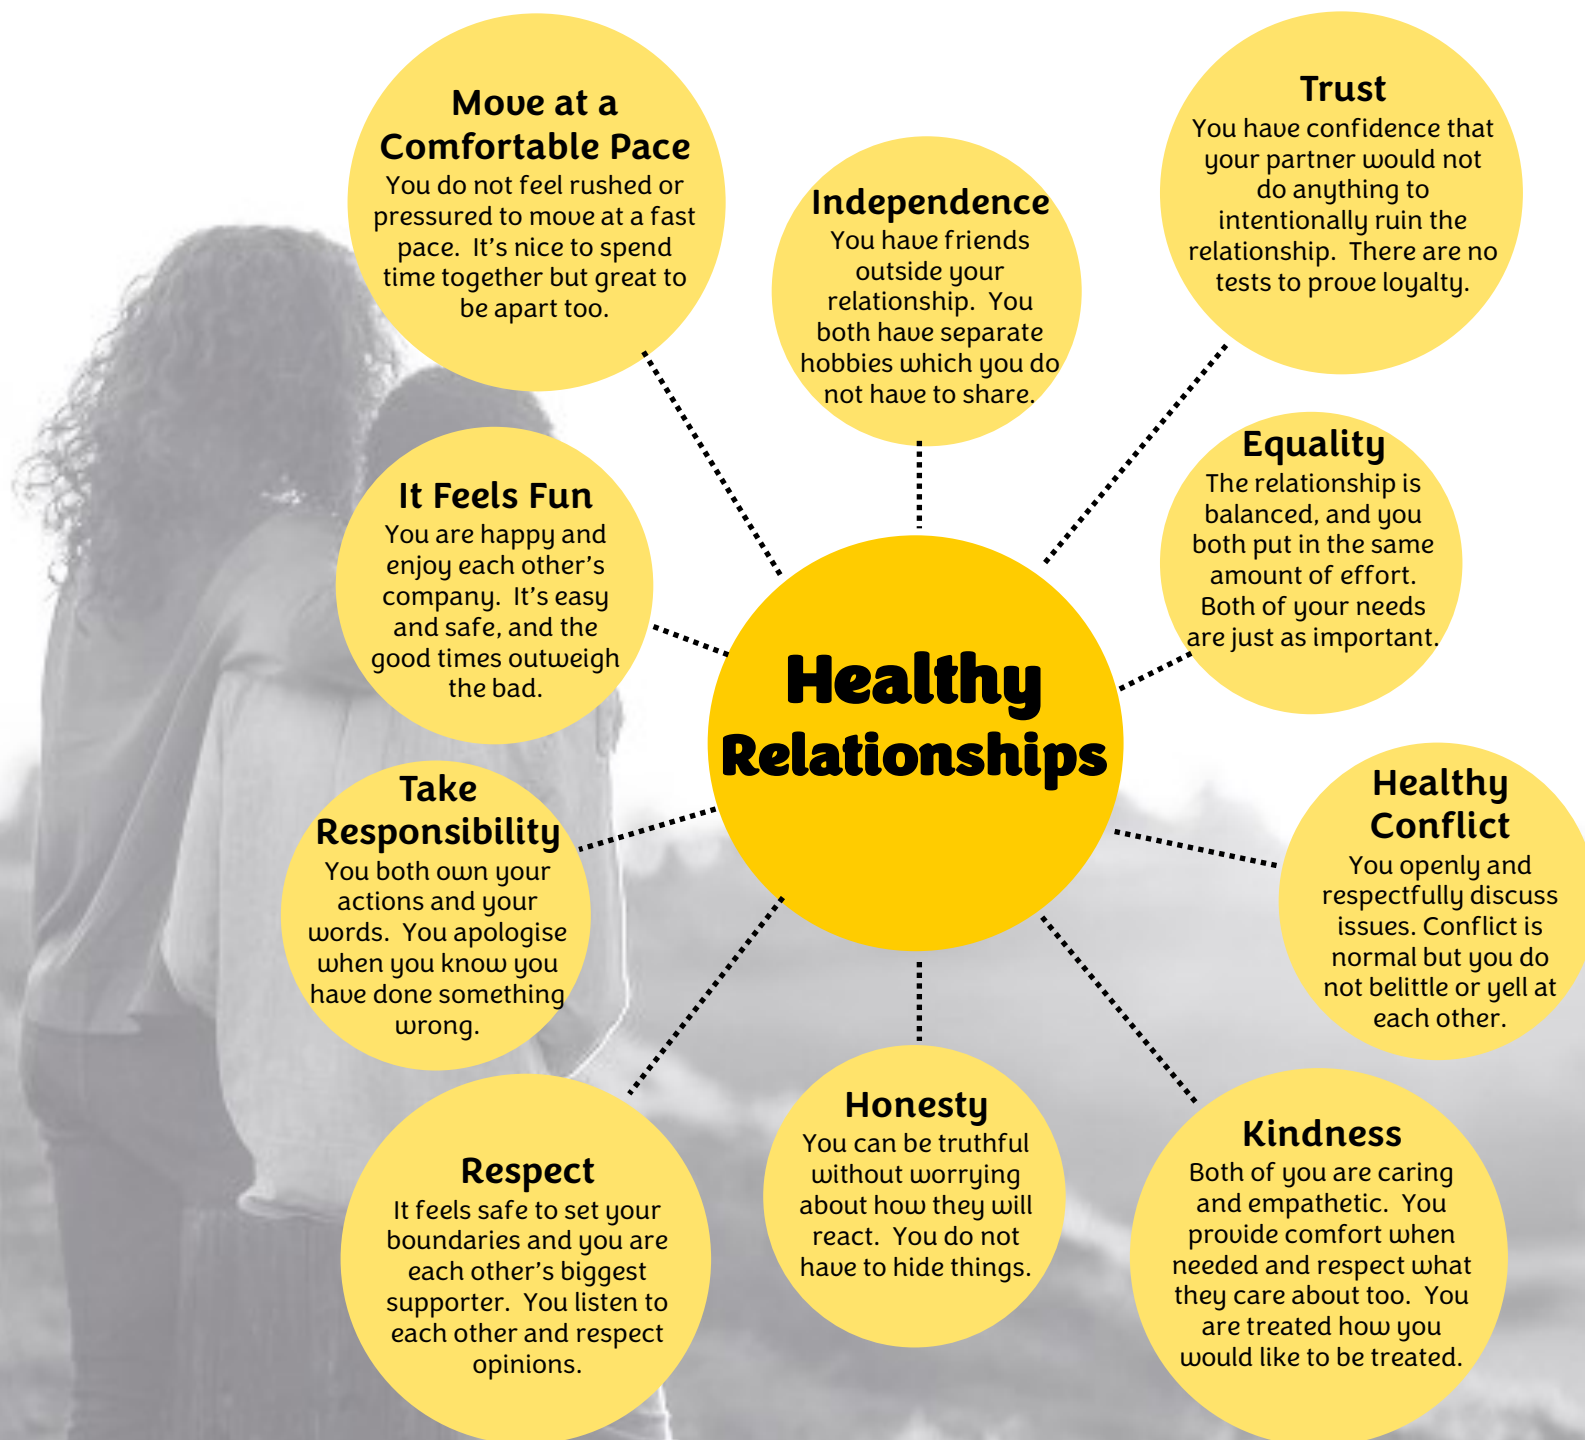 Move at a
Comfortable Pace
You do not feel rushed or
pressured to move at a fast
pace.  It’s nice to spend
time together but great to
be apart too.
Independence
You have friends
outside your
relationship.  You
both have separate
hobbies which you do
not have to share.
Trust
You have confidence that
your partner would not
do anything to
intentionally ruin the
relationship.  There are no
tests to prove loyalty.
It Feels Fun
You are happy and
enjoy each other’s
company.  It’s easy
and safe, and the
good times outweigh
the bad.
Equality
The relationship is
balanced, and you
both put in the same
amount of effort.
Both of your needs
are just as important.
Healthy
Relationships
Take
Responsibility
You both own your
actions and your
words.  You apologise
when you know you
have done something
wrong.
Healthy
Conflict
You openly and
respectfully discuss
issues. Conflict is
normal but you do
not belittle or yell at
each other.
Respect
It feels safe to set your
boundaries and you are
each other’s biggest
supporter.  You listen to
each other and respect
opinions.
Honesty
You can be truthful
without worrying
about how they will
react.  You do not
have to hide things.
Kindness
Both of you are caring
and empathetic.  You
provide comfort when
needed and respect what
they care about too.  You
are treated how you
would like to be treated.